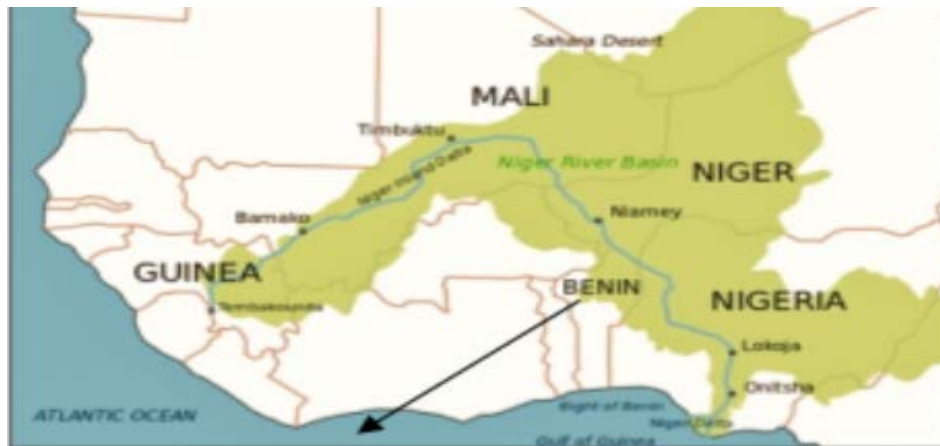 Sahara Desert
MALI
Timbuktu
Niger Inland Delta
Niger River Basin
NIGER
Bamako
Niamey
GUINEA
BENIN
NIGERIA
Tembakounda
Lokoja
Onitsha
ATLANTIC OCEAN
Bight of Benin
Niger Delta
Gulf of Guinea